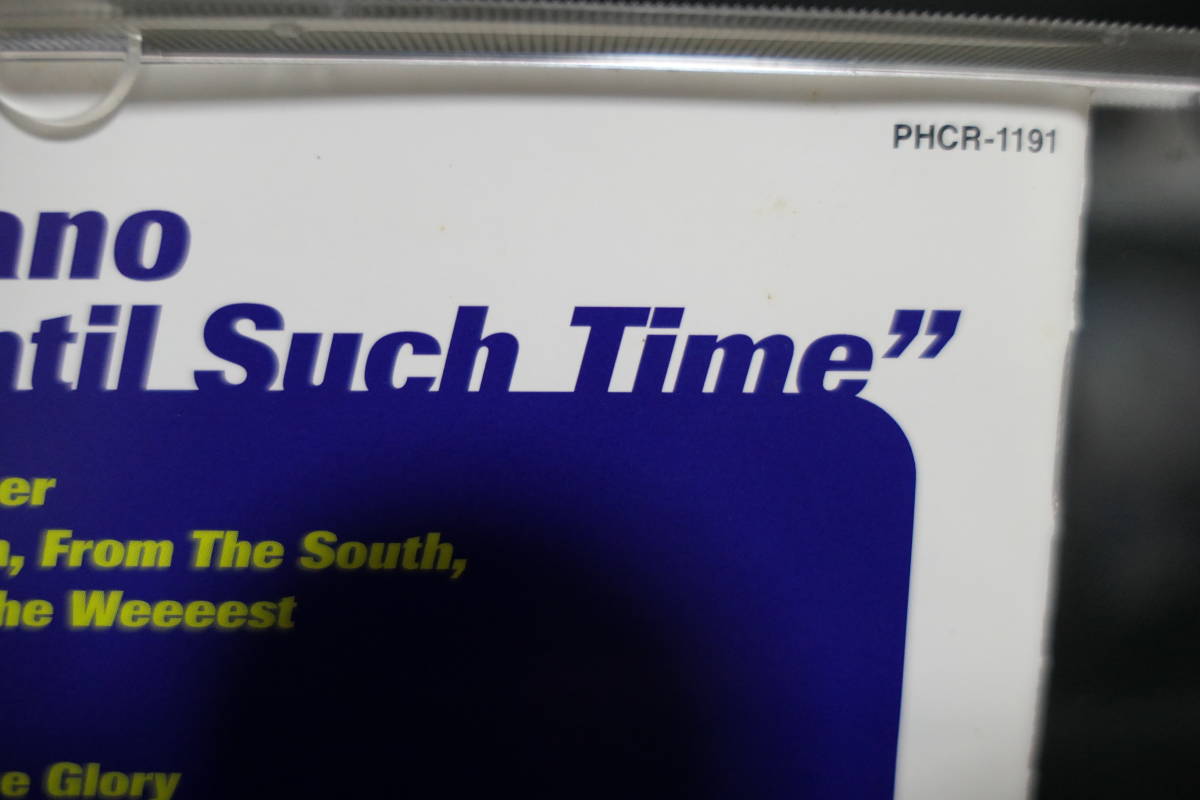 PHCR-1191
ano
ntil Such Time”
er
n, From The South,
he Weeeest
e Glory